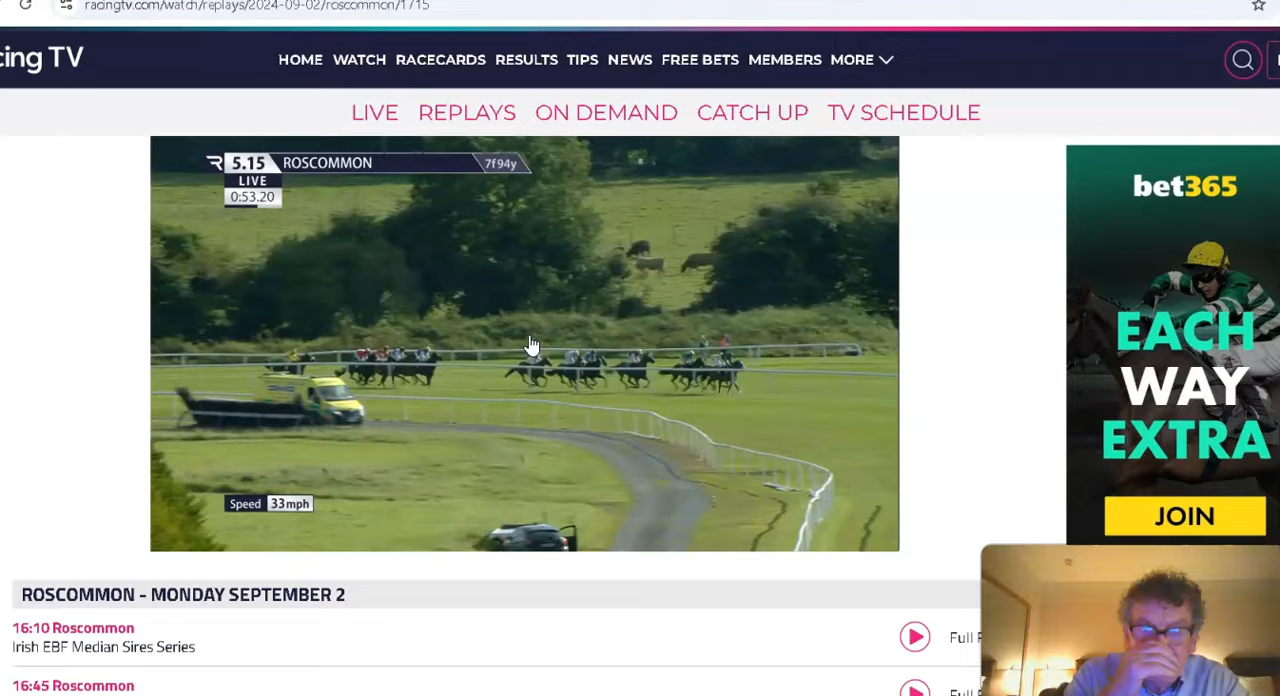 racingtv.com/watch/replays/2024-09-02/roscommon/1715
cing TV
HOME WATCH RACECARDS RESULTS TIPS NEWS FREE BETS MEMBERS MORE
LIVE REPLAYS ON DEMAND CATCH UP TV SCHEDULE
R 5.15 ROSCOMMON 7f94y
LIVE
0:53.20
Speed 33mph
bet365
EACH
WAY
EXTRA
JOIN
ROSCOMMON - MONDAY SEPTEMBER 2
16:10 Roscommon
Irish EBF Median Sires Series
Full
16:45 Roscommon
Full